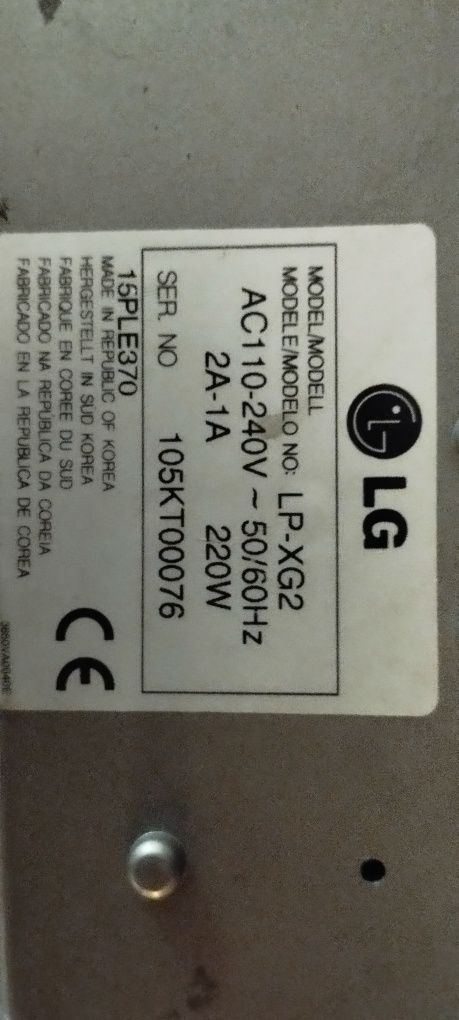 LG
MODEL/MODELL
MODELE/MODELO NO: LP-XG2
AC110-240V ~ 50/60Hz
2A-1A 220W
SER. NO 105KT00076
15PLE370
MADE IN REPUBLIC OF KOREA
HERGESTELLT IN SUD KOREA
FABRIQUE EN COREE DU SUD
FABRICADO NA REPUBLICA DA COREIA
FABRICADO EN LA REPUBLICA DE COREA
CE